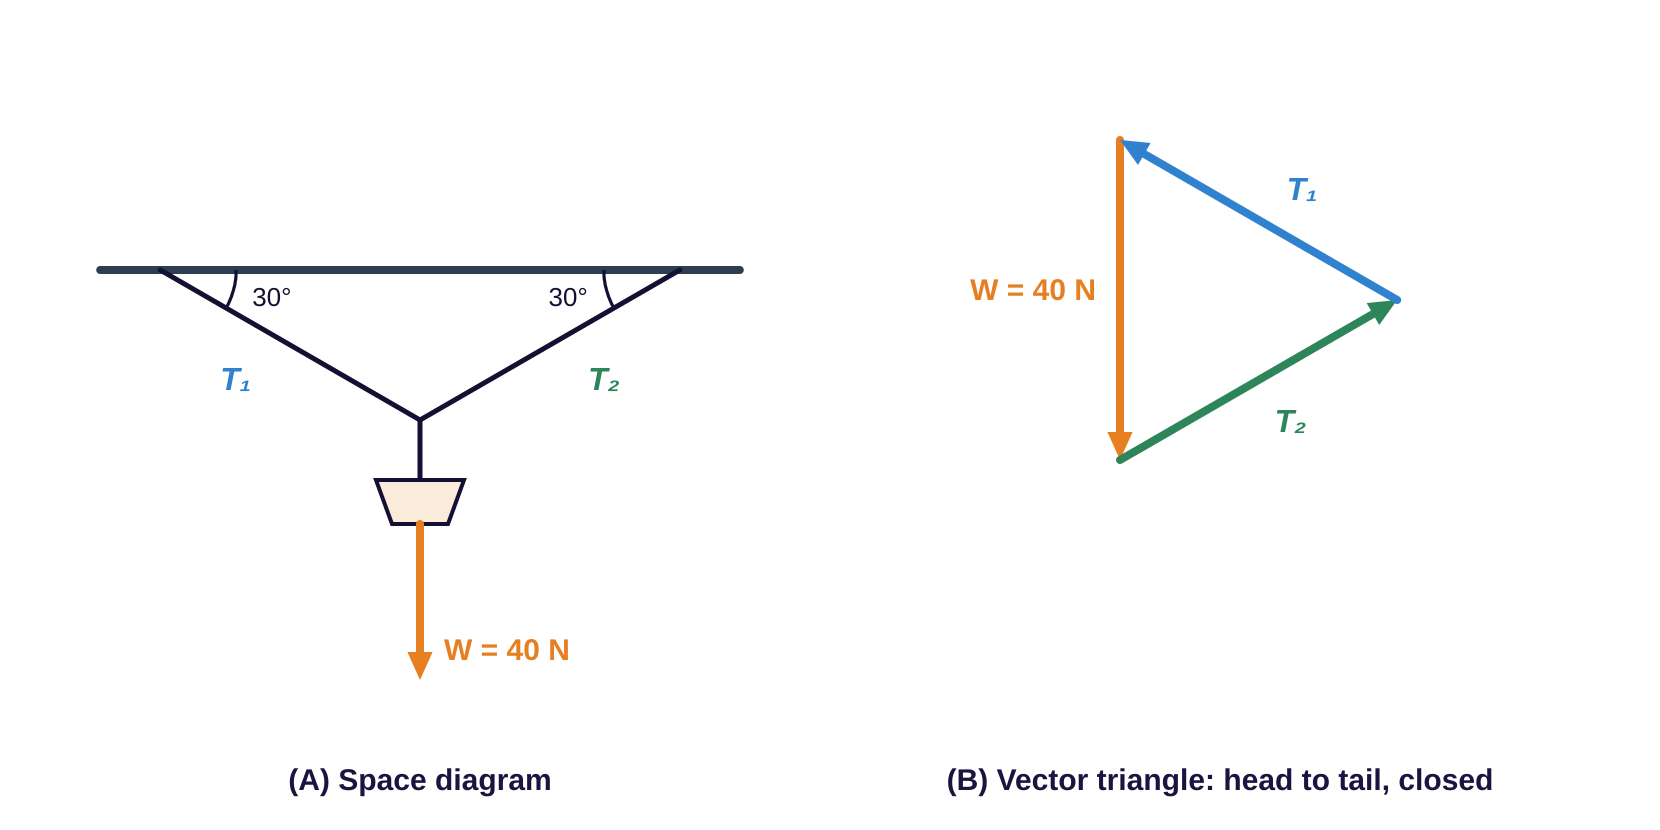 30°
30°
T₁
T₂
W = 40 N
(A) Space diagram
T₁
W = 40 N
T₂
(B) Vector triangle: head to tail, closed